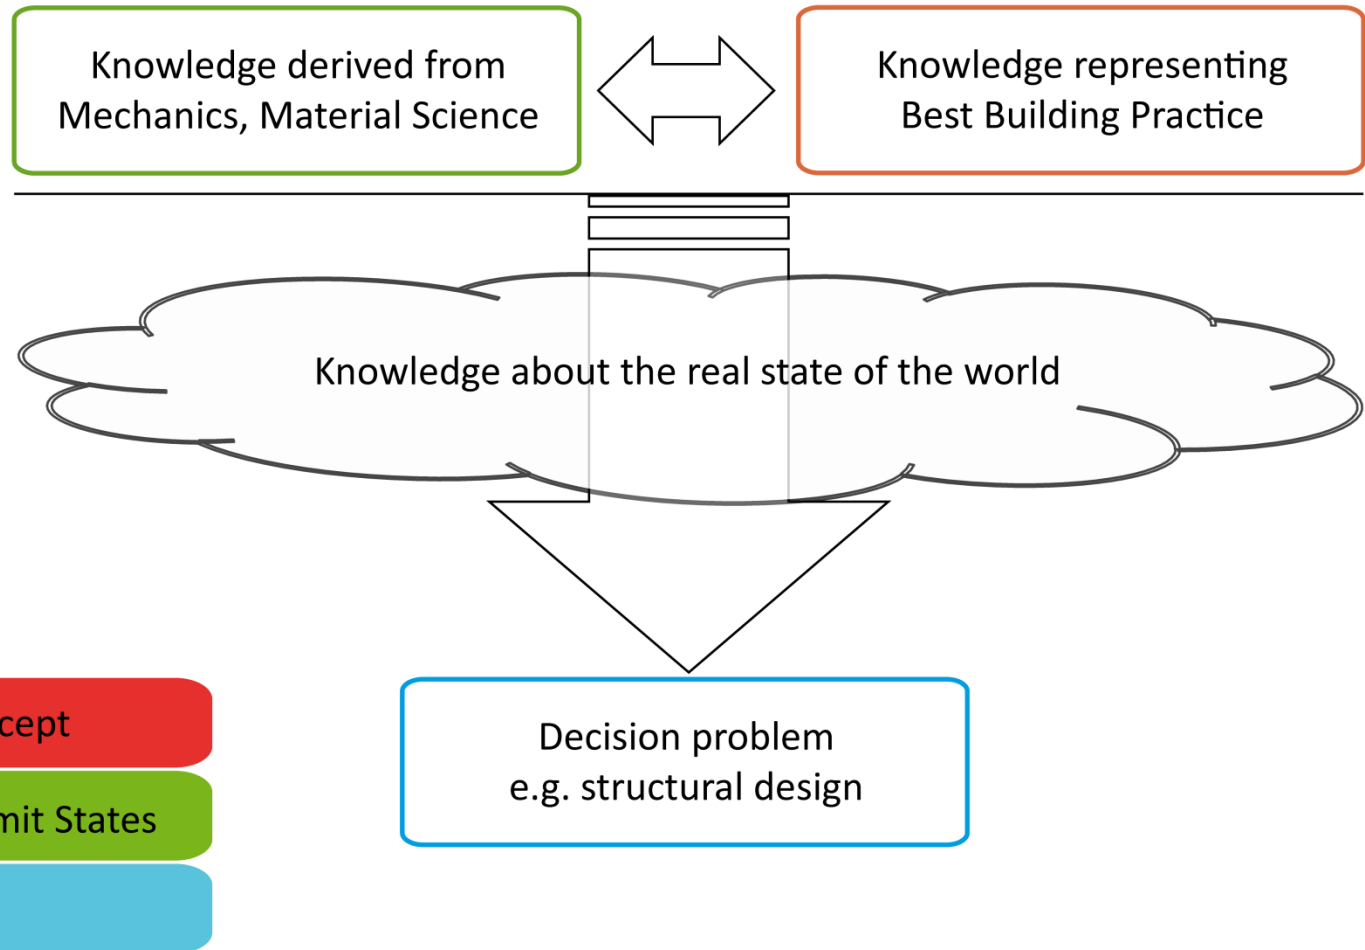 Knowledge derived from
Mechanics, Material Science
Knowledge representing
Best Building Practice
Knowledge about the real state of the world
Decision problem
e.g. structural design
cept
mit States